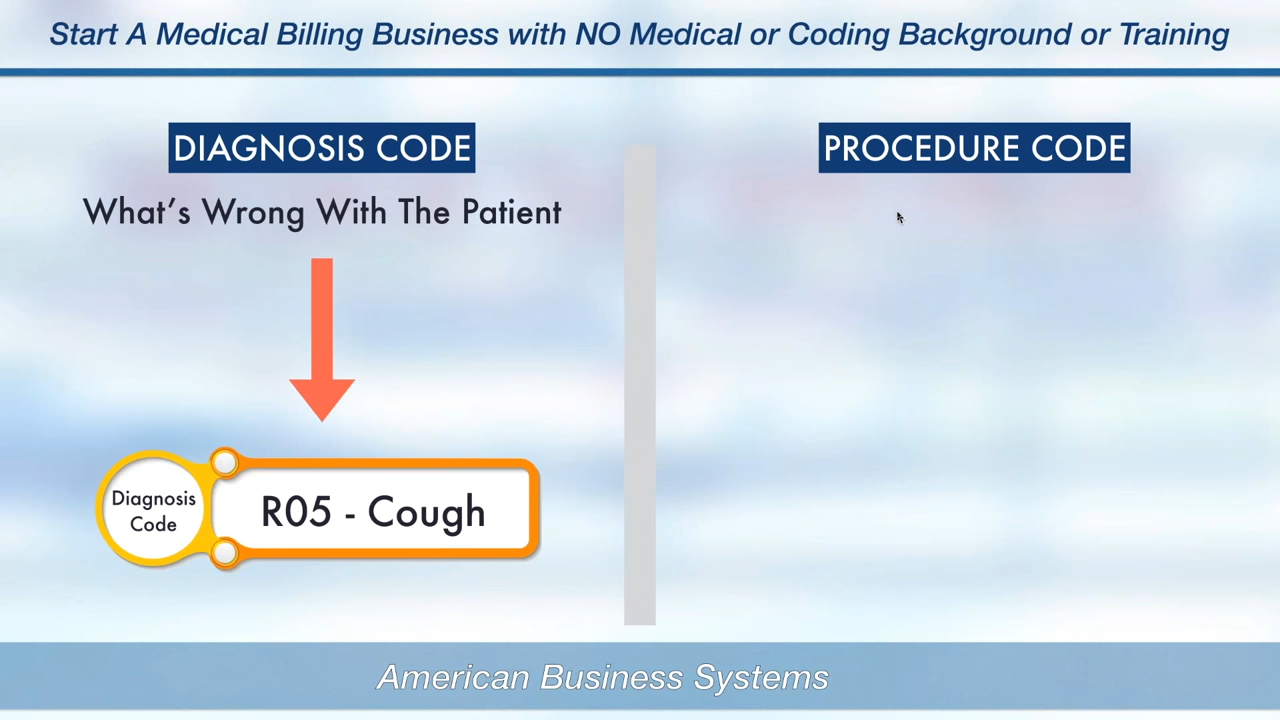 Start A Medical Billing Business with NO Medical or Coding Background or Training
DIAGNOSIS CODE
What's Wrong With The Patient
Diagnosis
Code
R05 - Cough
PROCEDURE CODE
American Business Systems